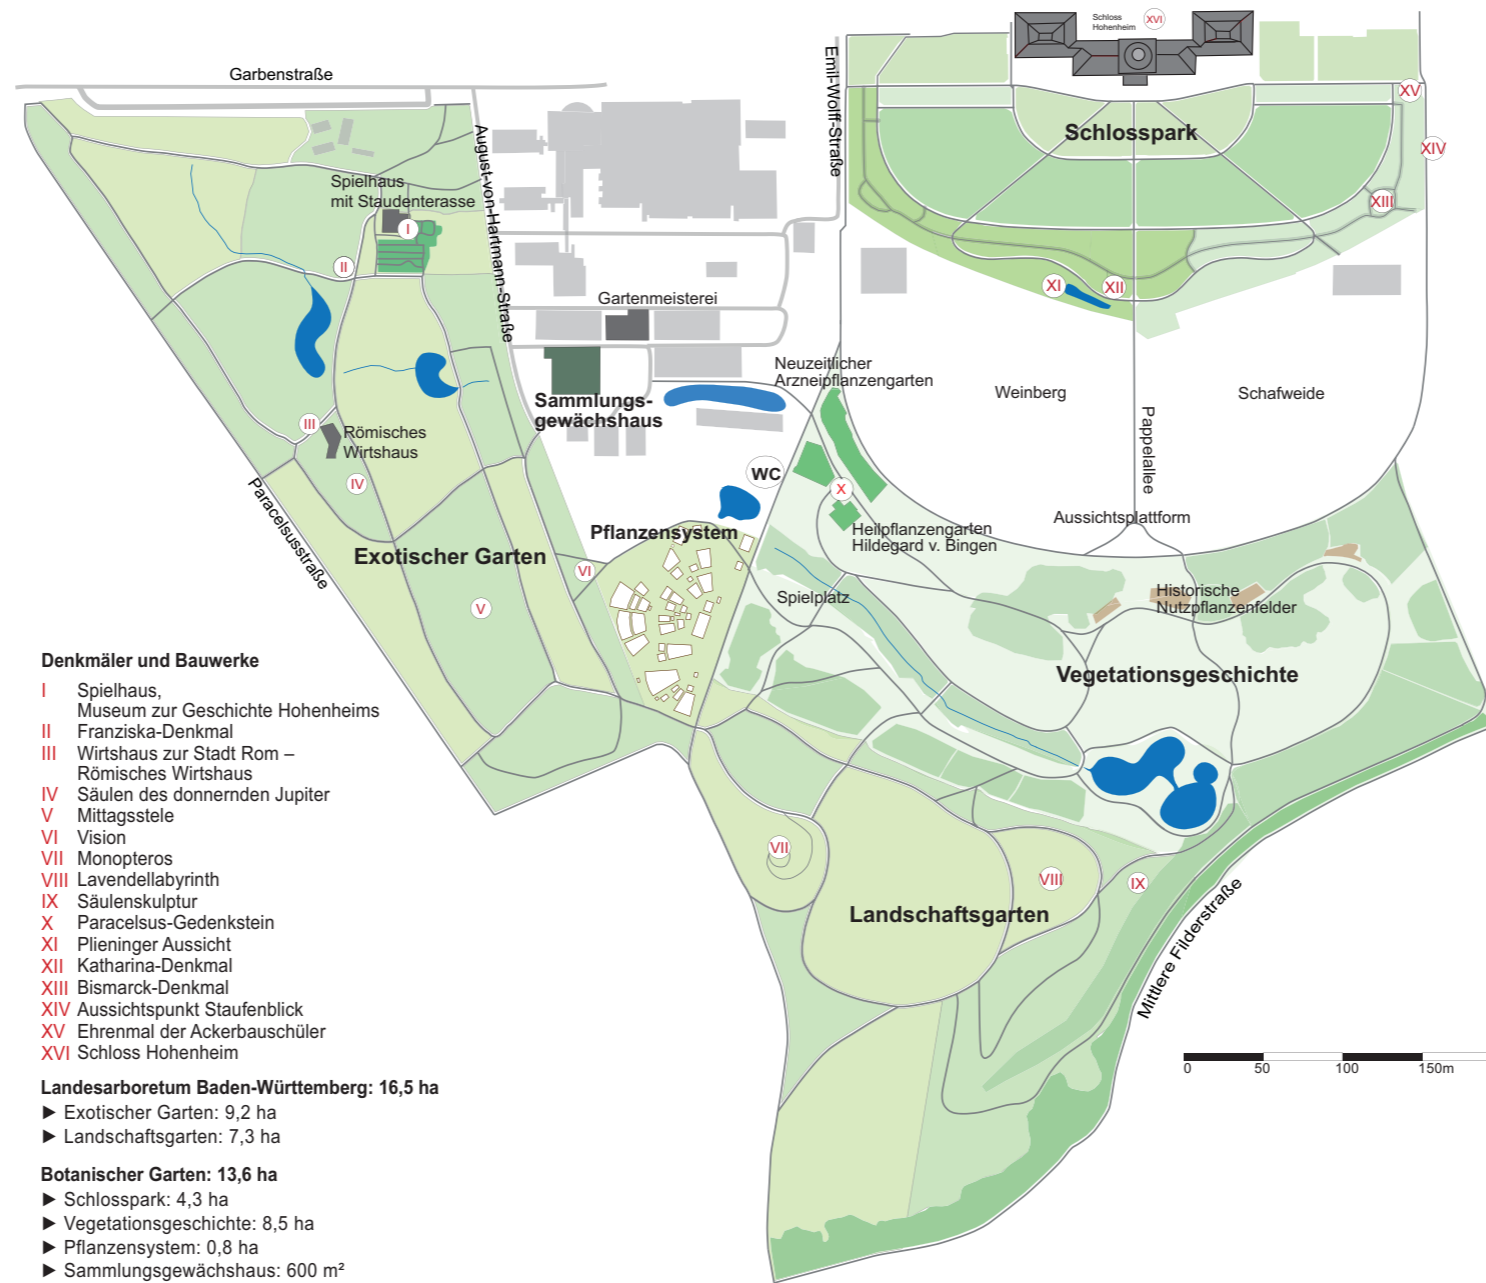 Garbenstraße
August-von-Hartmann-Straße
Emil-Wolff-Straße
Schloss
Hohenheim
XVI
Schlosspark
XV
XIV
XIII
XI
XII
Spielhaus
mit Staudenterasse
I
II
Gartenmeisterei
Neuzeitlicher
Arzneipflanzengarten
Weinberg
Schafweide
Pappelallee
Sammlungs-
gewächshaus
III
Römisches
Wirtshaus
IV
WC
X
Aussichtsplattform
Paracelsusstraße
Exotischer Garten
Pflanzensystem
Heilpflanzengarten
Hildegard v. Bingen
VI
V
Spielplatz
Historische
Nutzpflanzenfelder
Vegetationsgeschichte
VII
VIII
IX
Landschaftsgarten
Mittlere Filderstraße
0 50 100 150m
Denkmäler und Bauwerke
I Spielhaus,
Museum zur Geschichte Hohenheims
II Franziska-Denkmal
III Wirtshaus zur Stadt Rom –
Römisches Wirtshaus
IV Säulen des donnernden Jupiter
V Mittagsstele
VI Vision
VII Monopteros
VIII Lavendellabyrinth
IX Säulenskulptur
X Paracelsus-Gedenkstein
XI Plieninger Aussicht
XII Katharina-Denkmal
XIII Bismarck-Denkmal
XIV Aussichtspunkt Staufenblick
XV Ehrenmal der Ackerbauschüler
XVI Schloss Hohenheim
Landesarboretum Baden-Württemberg: 16,5 ha
► Exotischer Garten: 9,2 ha
► Landschaftsgarten: 7,3 ha
Botanischer Garten: 13,6 ha
► Schlosspark: 4,3 ha
► Vegetationsgeschichte: 8,5 ha
► Pflanzensystem: 0,8 ha
► Sammlungsgewächshaus: 600 m²